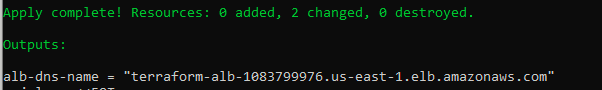 Apply complete! Resources: 0 added, 2 changed, 0 destroyed.
Outputs:
alb-dns-name = "terraform-alb-1083799976.us-east-1.elb.amazonaws.com"